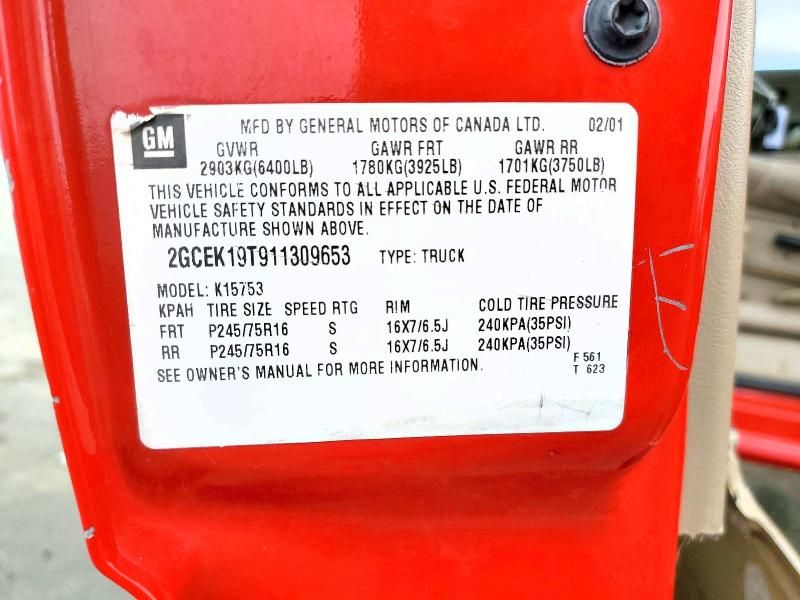 GM
MFD BY GENERAL MOTORS OF CANADA LTD. 02/01
GVWR GAWR FRT GAWR RR
2903KG(6400LB) 1780KG(3925LB) 1701KG(3750LB)
THIS VEHICLE CONFORMS TO ALL APPLICABLE U.S. FEDERAL MOTOR
VEHICLE SAFETY STANDARDS IN EFFECT ON THE DATE OF
MANUFACTURE SHOWN ABOVE.
2GCEK19T911309653 TYPE: TRUCK
MODEL: K15753
KPAH TIRE SIZE SPEED RTG RIM COLD TIRE PRESSURE
FRT P245/75R16 S 16X7/6.5J 240KPA(35PSI)
RR P245/75R16 S 16X7/6.5J 240KPA(35PSI)
SEE OWNER'S MANUAL FOR MORE INFORMATION. F 561
T 623